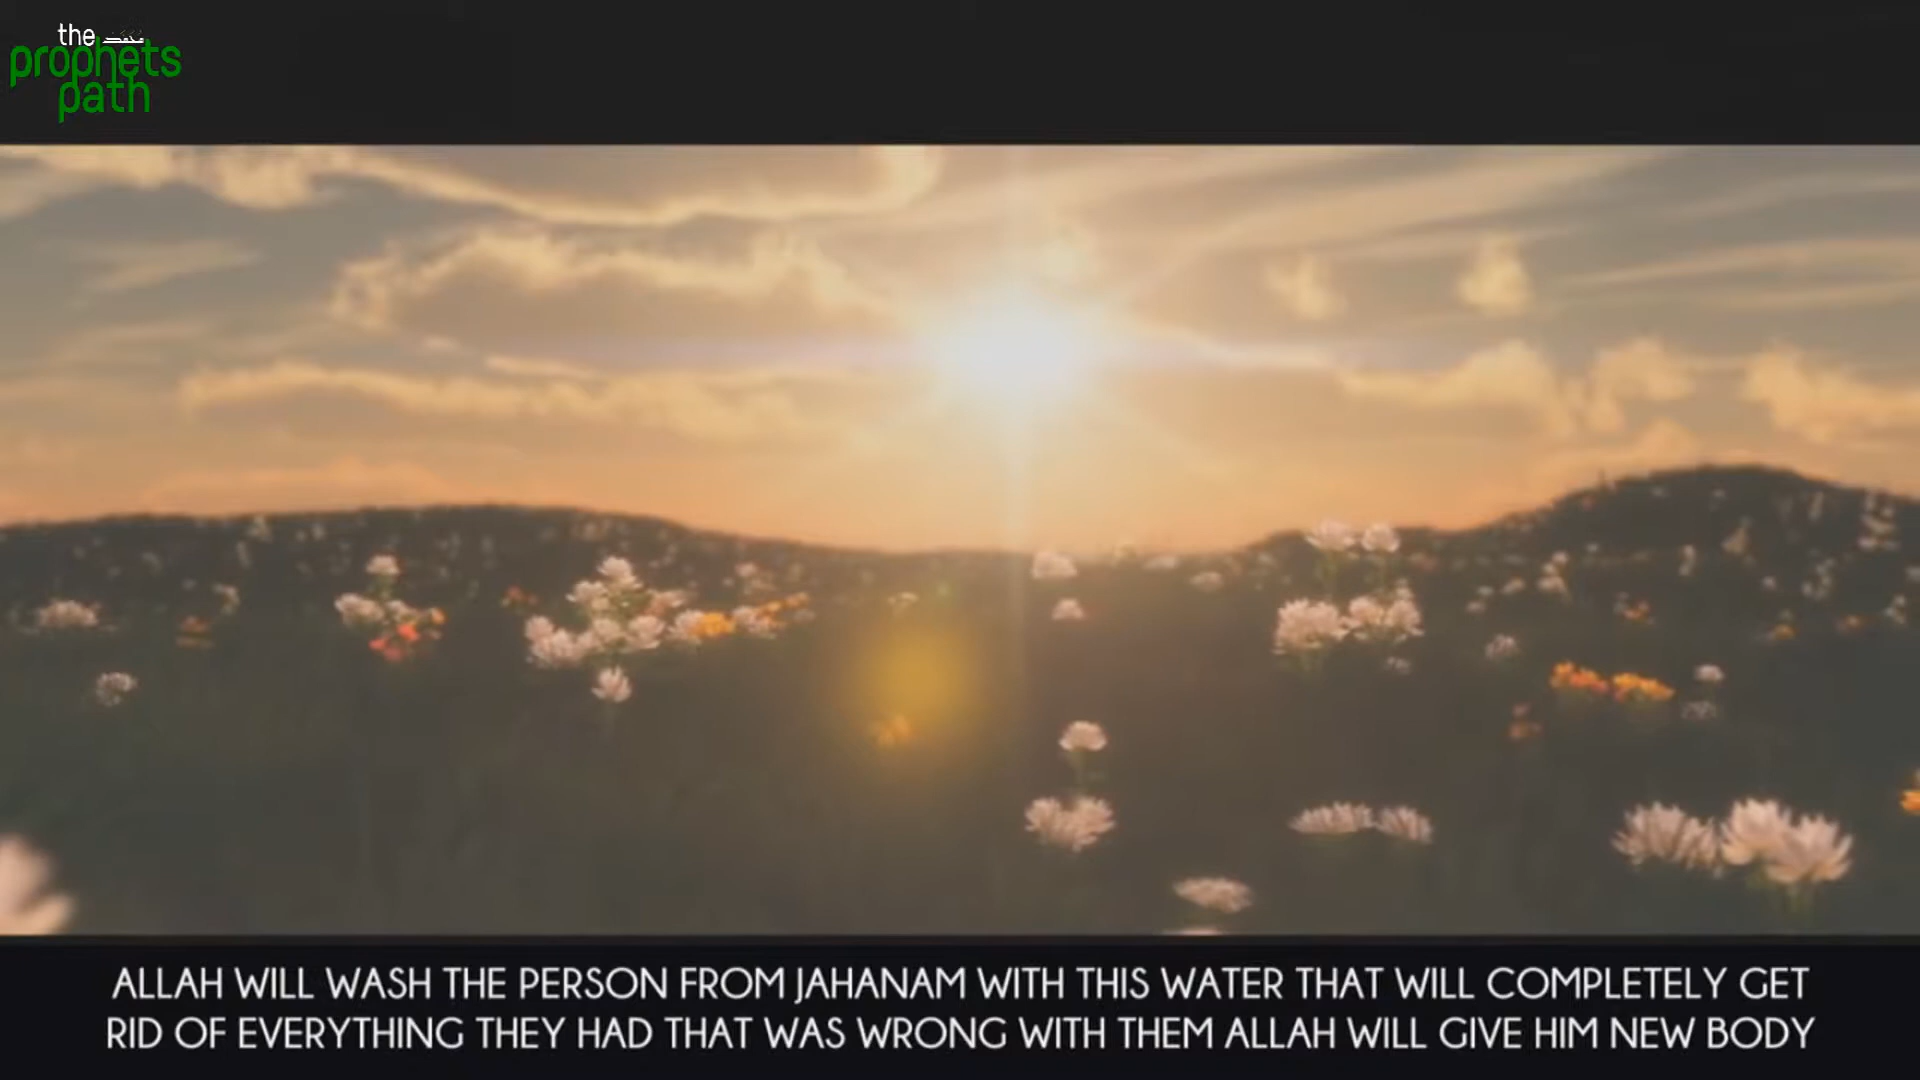 the
prophets
path
ALLAH WILL WASH THE PERSON FROM JAHANAM WITH THIS WATER THAT WILL COMPLETELY GET
RID OF EVERYTHING THEY HAD THAT WAS WRONG WITH THEM ALLAH WILL GIVE HIM NEW BODY